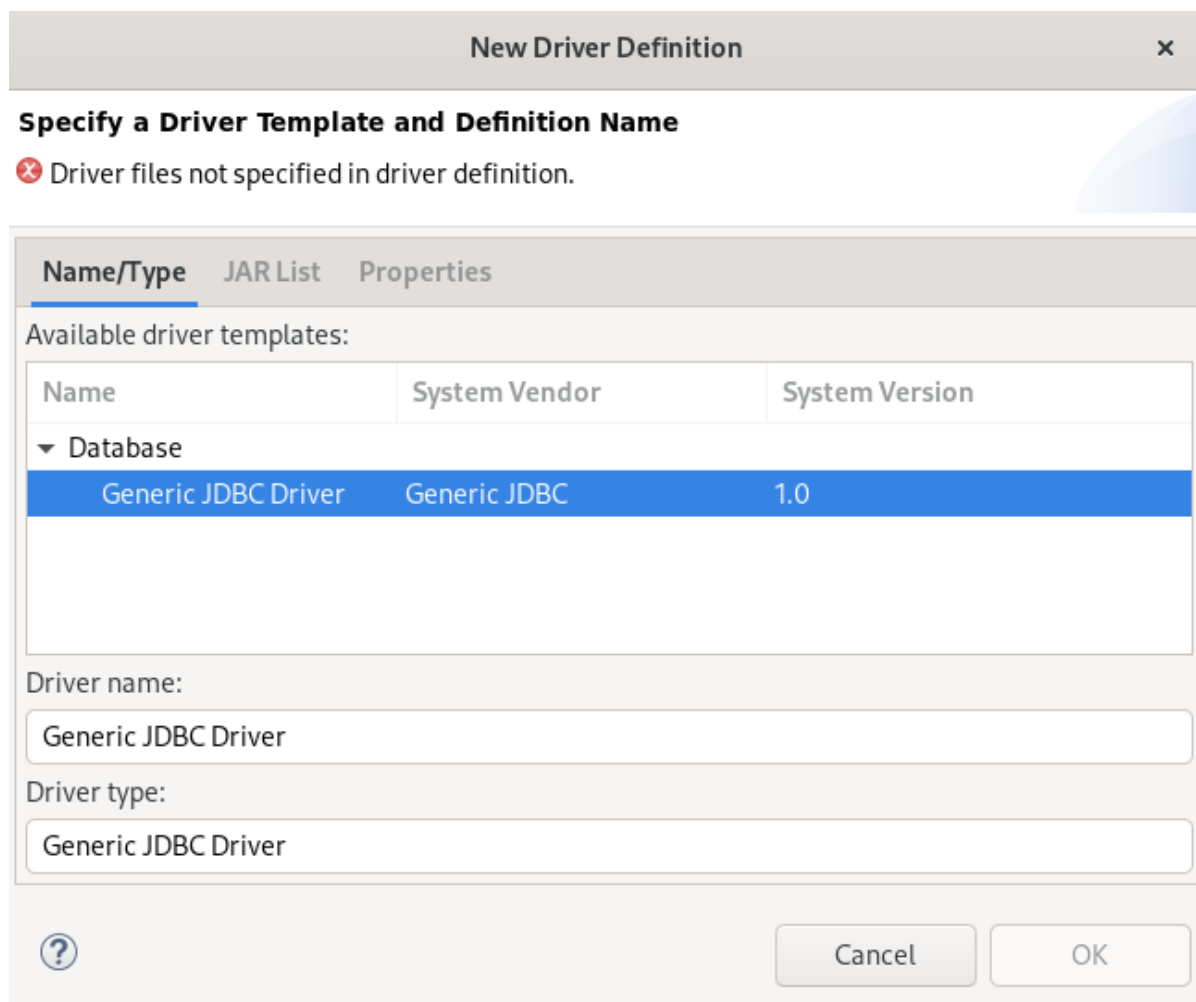 New Driver Definition ×
Specify a Driver Template and Definition Name
Driver files not specified in driver definition.
Name/Type JAR List Properties
Available driver templates:
Name System Vendor System Version
Database
Generic JDBC Driver Generic JDBC 1.0
Driver name:
Generic JDBC Driver
Driver type:
Generic JDBC Driver
? Cancel OK